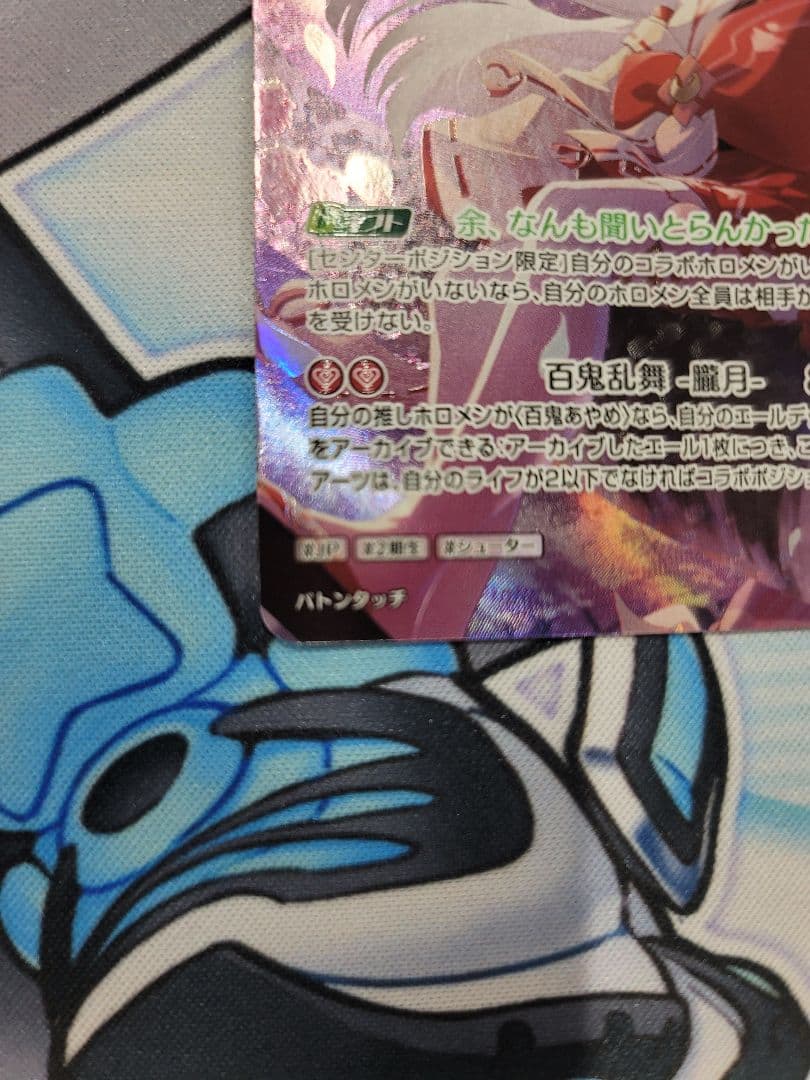 ギフト 余、なんも聞いとらんかった
[センターポジション限定]自分のコラボホロメンがい
ホロメンがいないなら、自分のホロメン全員は相手
を受けない。
百鬼乱舞 -朧月-
自分の推しホロメンが〈百鬼あやめ〉なら、自分のエールデ
をアーカイブできる:アーカイブしたエール1枚につき、こ
アーツは、自分のライフが2以下でなければコラボポジショ
#JP #2期生 #シューター
バトンタッチ